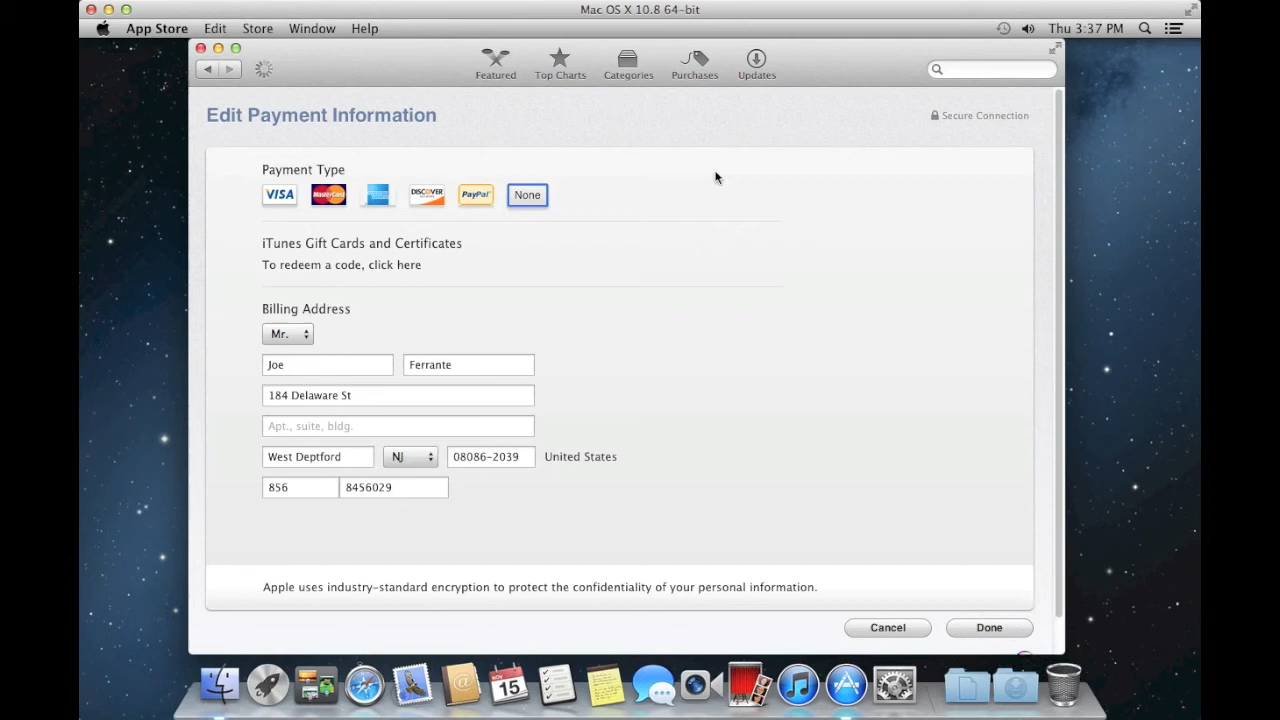 Mac OS X 10.8 64-bit
App Store Edit Store Window Help Thu 3:37 PM
Featured Top Charts Categories Purchases Updates
Edit Payment Information Secure Connection
Payment Type
VISA MasterCard DISCOVER PayPal None
iTunes Gift Cards and Certificates
To redeem a code, click here
Billing Address
Mr.
Joe Ferrante
184 Delaware St
Apt., suite, bldg.
West Deptford NJ 08086-2039 United States
856 8456029
Apple uses industry-standard encryption to protect the confidentiality of your personal information.
Cancel Done
NOV
15